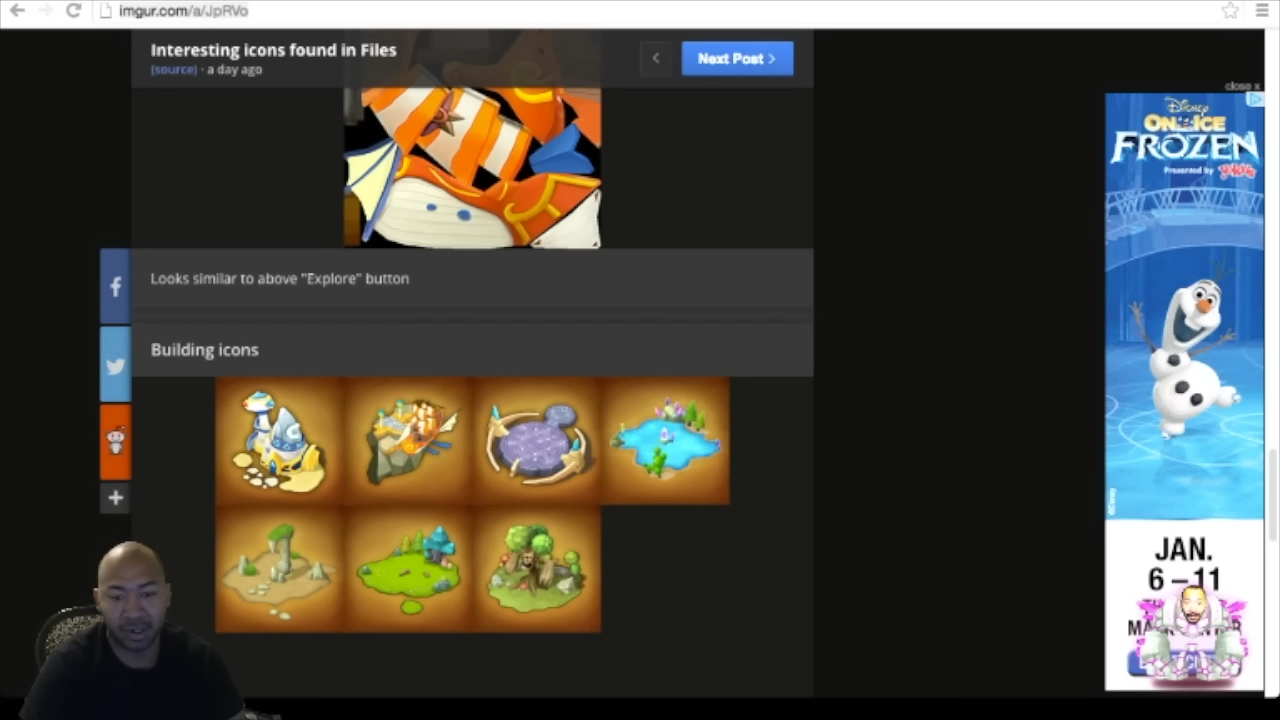 imgur.com/a/JpRVo
Interesting icons found in Files
(source) · a day ago
Next Post >
close x
Disney
ON ICE
FROZEN
Presented by
Looks similar to above "Explore" button
Building icons
©Disney
JAN.
6 – 11